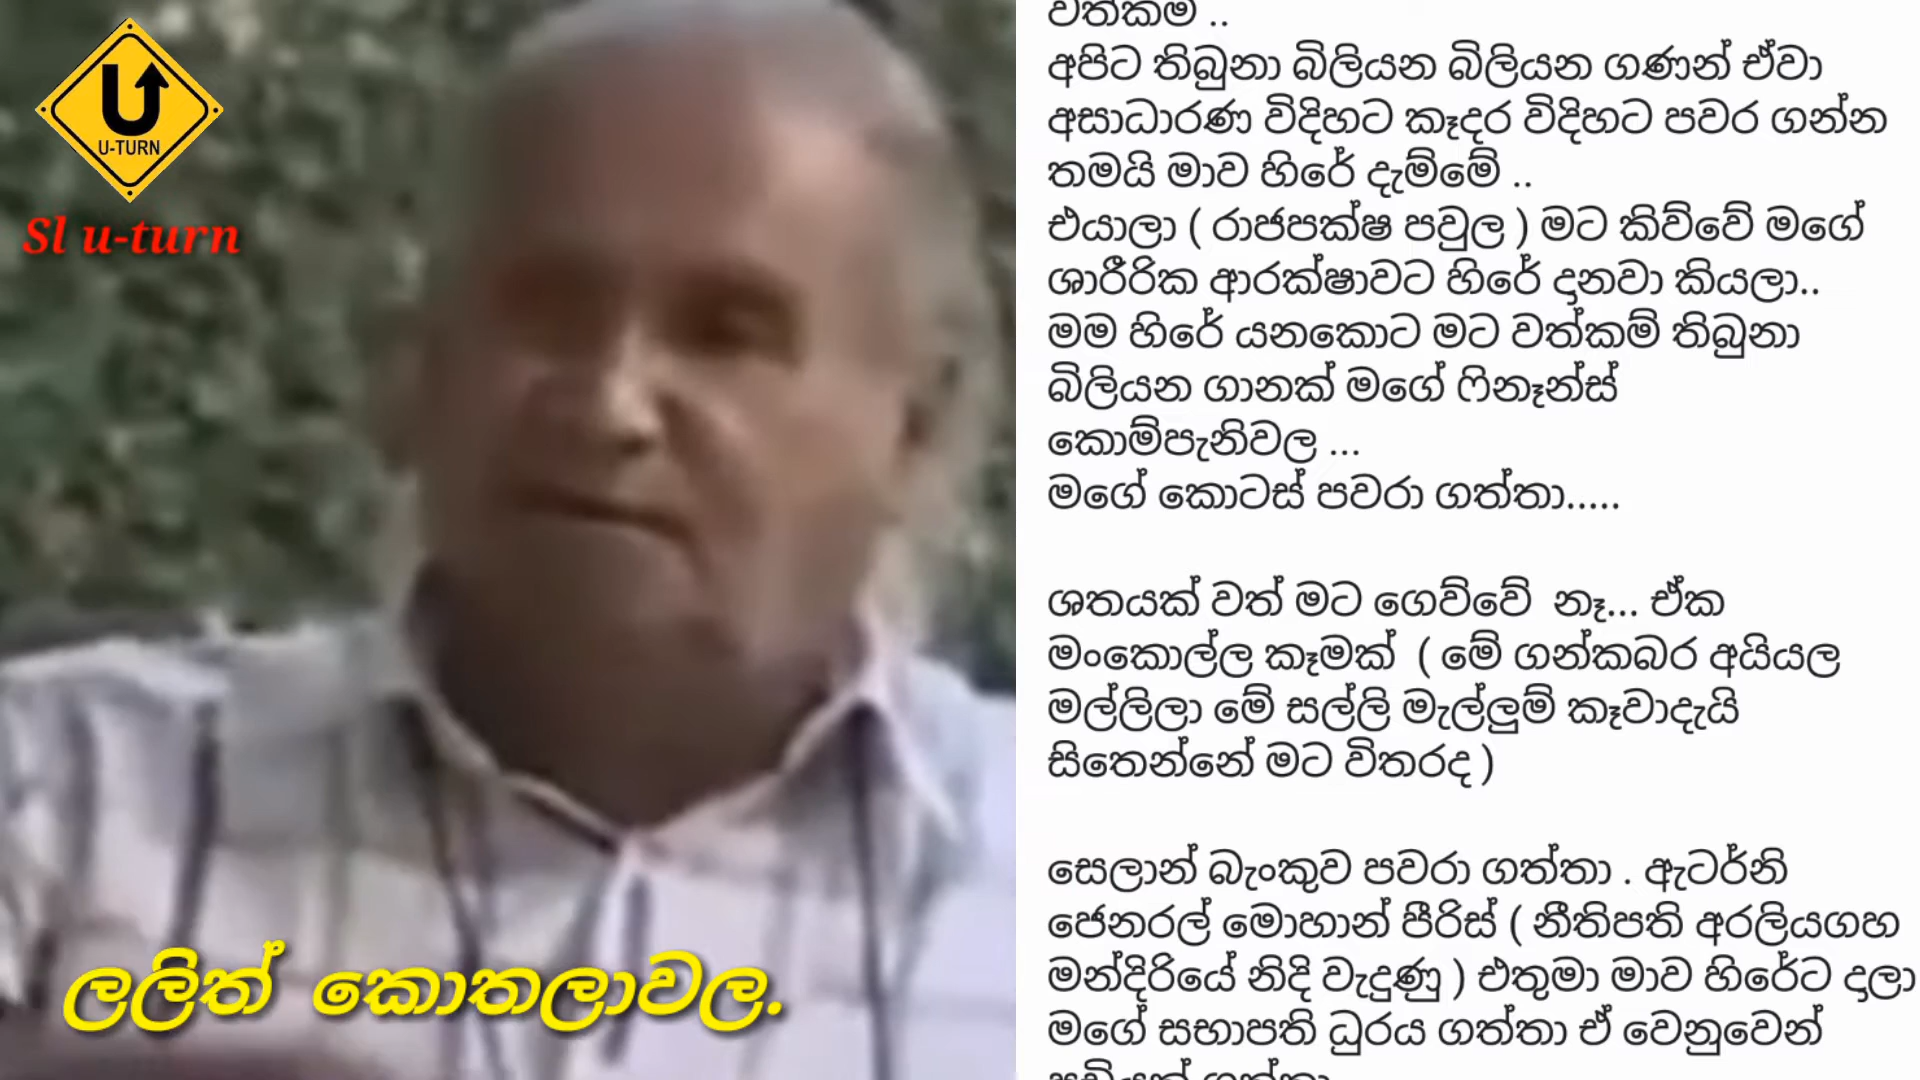 U-TURN
Sl u-turn
ලලිත් කොතලාවල.
වත්කම් ..
අපිට තිබුනා බිලියන බිලියන ගණන් ඒවා
අසාධාරණ විදිහට කෑදර විදිහට පවර ගන්න
තමයි මාව හිරේ දැම්මේ ..
එයාලා ( රාජපක්ෂ පවුල ) මට කිව්වේ මගේ
ශාරීරික ආරක්ෂාවට හිරේ දානවා කියලා..
මම හිරේ යනකොට මට වත්කම් තිබුනා
බිලියන ගානක් මගේ ෆිනෑන්ස්
කොම්පැනිවල ...
මගේ කොටස් පවරා ගත්තා.....
ශතයක් වත් මට ගෙව්වේ නෑ... ඒක
මංකොල්ල කෑමක් ( මේ ගන්කබර අයියල
මල්ලිලා මේ සල්ලි මැල්ලුම් කෑවාදැයි
සිතෙන්නේ මට විතරද )
සෙලාන් බැංකුව පවරා ගත්තා . ඇටර්නි
ජෙනරල් මොහාන් පීරිස් ( නීතිපති අරලියගහ
මන්දිරියේ නිදි වැදුණු ) එතුමා මාව හිරේට දාලා
මගේ සභාපති ධුරය ගත්තා ඒ වෙනුවෙන්